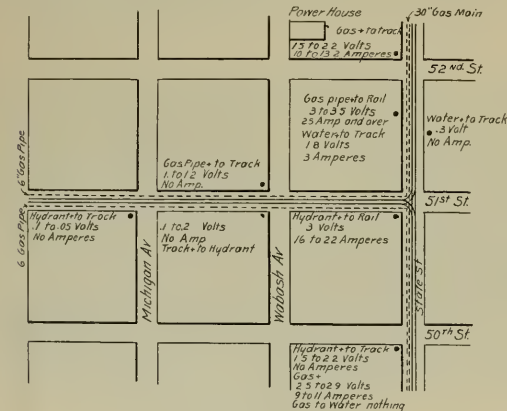 Power House
30" Gas Main
Gas + to track
1.5 to 2.2 Volts
10 to 13.2 Amperes
52nd St.
Gas pipe + to Rail
3 to 3.5 Volts
25 Amp and over
Water + to Track
1.8 Volts
3 Amperes
Water + to Track
.3 Volt
No Amp.
Gas Pipe + to Track
.1 to 1.2 Volts
No Amp.
6" Gas Pipe
51st St.
6" Gas Pipe
Hydrant + to Track
.1 to .05 Volts
No Amperes
Michigan Av
.1 to .2 Volts
No Amp
Track + to Hydrant
Wabash Av
Hydrant + to Rail
3 Volts
16 to 22 Amperes
State St
50th St.
Hydrant + to Track
1.5 to 2.2 Volts
No Amperes
Gas +
2.5 to 2.9 Volts
9 to 11 Amperes
Gas to Water nothing